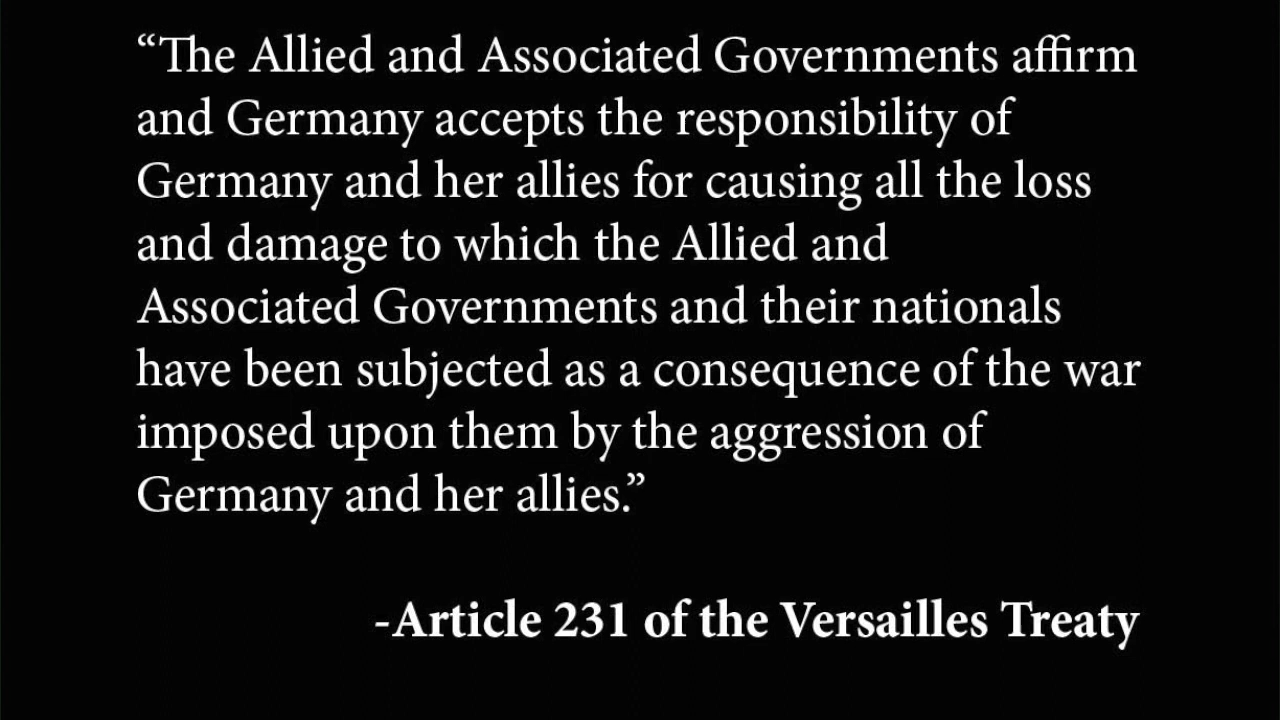 “The Allied and Associated Governments affirm
and Germany accepts the responsibility of
Germany and her allies for causing all the loss
and damage to which the Allied and
Associated Governments and their nationals
have been subjected as a consequence of the war
imposed upon them by the aggression of
Germany and her allies.”
-Article 231 of the Versailles Treaty